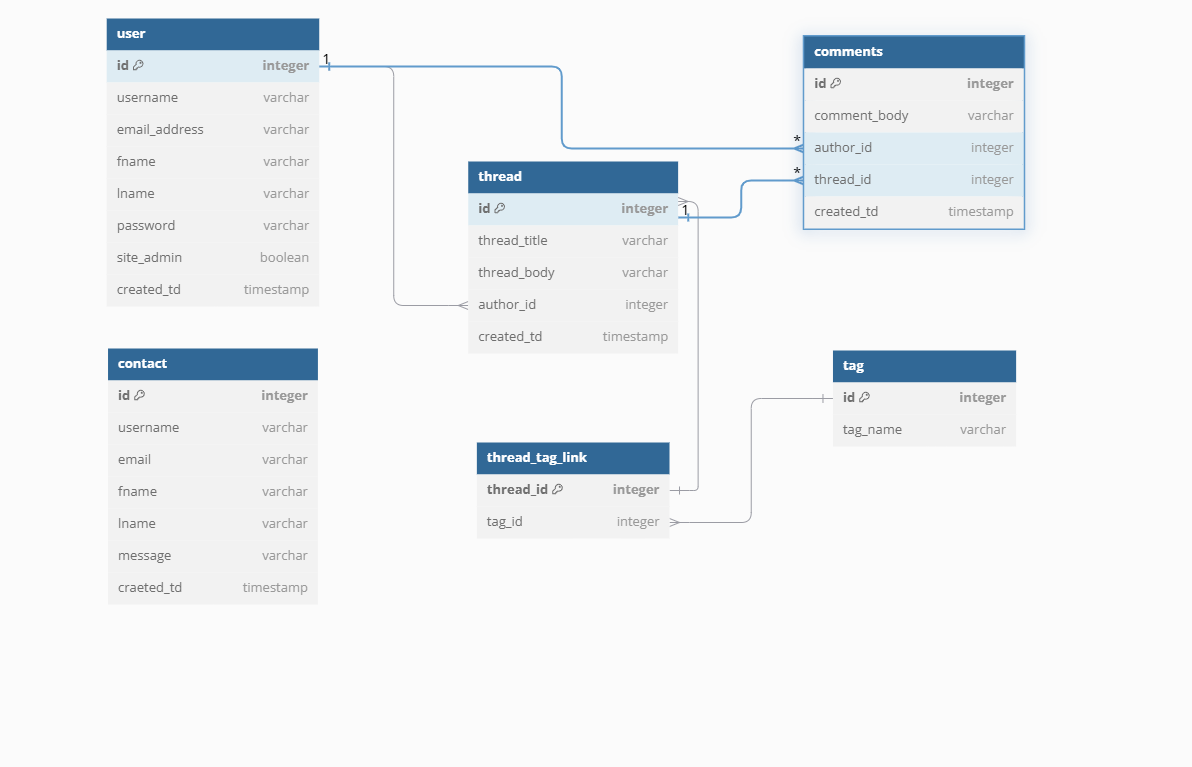 user
id integer
username varchar
email_address varchar
fname varchar
lname varchar
password varchar
site_admin boolean
created_td timestamp
1
comments
id integer
comment_body varchar
* author_id integer
* thread_id integer
created_td timestamp
thread
id integer
1
thread_title varchar
thread_body varchar
author_id integer
created_td timestamp
contact
id integer
username varchar
email varchar
fname varchar
lname varchar
message varchar
craeted_td timestamp
tag
id integer
tag_name varchar
thread_tag_link
thread_id integer
tag_id integer